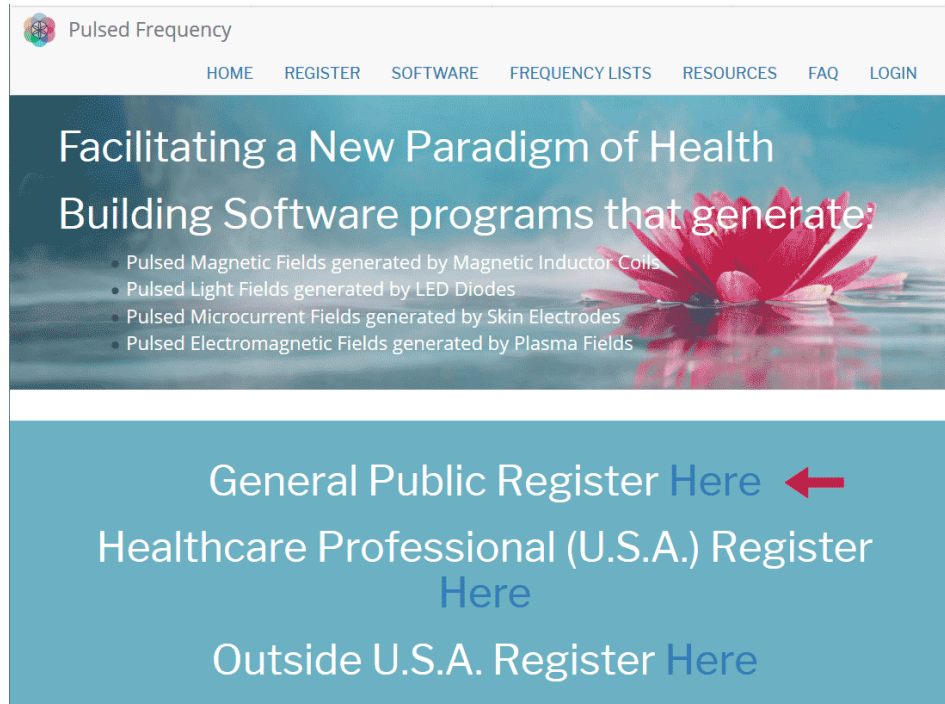 Pulsed Frequency
HOME REGISTER SOFTWARE FREQUENCY LISTS RESOURCES FAQ LOGIN
Facilitating a New Paradigm of Health
Building Software programs that generate:
Pulsed Magnetic Fields generated by Magnetic Inductor Coils
Pulsed Light Fields generated by LED Diodes
Pulsed Microcurrent Fields generated by Skin Electrodes
Pulsed Electromagnetic Fields generated by Plasma Fields
General Public Register Here
Healthcare Professional (U.S.A.) Register
Here
Outside U.S.A. Register Here